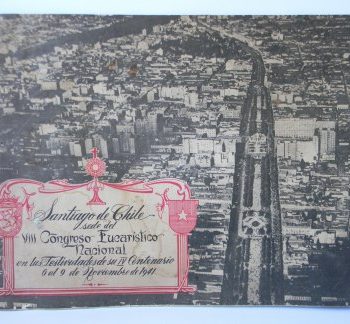 Santiago de Chile
sede del
VIII Congreso Eucarístico
Nacional
en las Festividades de su IV Centenario
6 al 9 de Noviembre de 1941